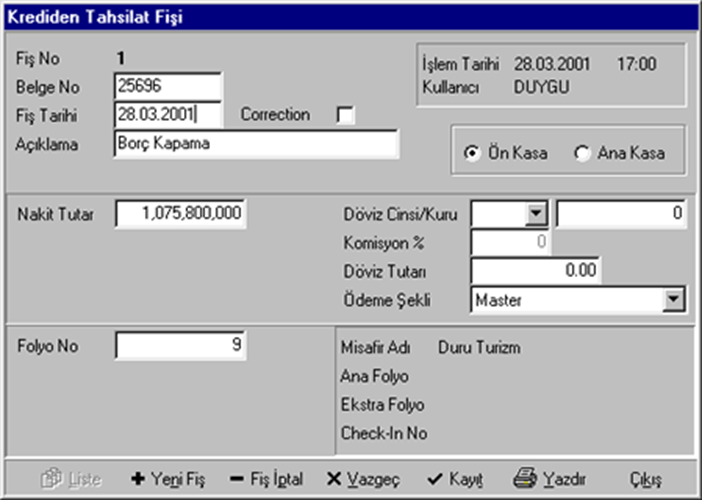 Krediden Tahsilat Fişi
Fiş No 1
Belge No 25696
Fiş Tarihi 28.03.2001 Correction
Açıklama Borç Kapama
İşlem Tarihi 28.03.2001 17:00
Kullanıcı DUYGU
Ön Kasa Ana Kasa
Nakit Tutar 1,075,800,000
Döviz Cinsi/Kuru 0
Komisyon % 0
Döviz Tutarı 0.00
Ödeme Şekli Master
Folyo No 9
Misafir Adı Duru Turizm
Ana Folyo
Ekstra Folyo
Check-In No
Liste Yeni Fiş Fiş İptal Vazgeç Kayıt Yazdır Çıkış